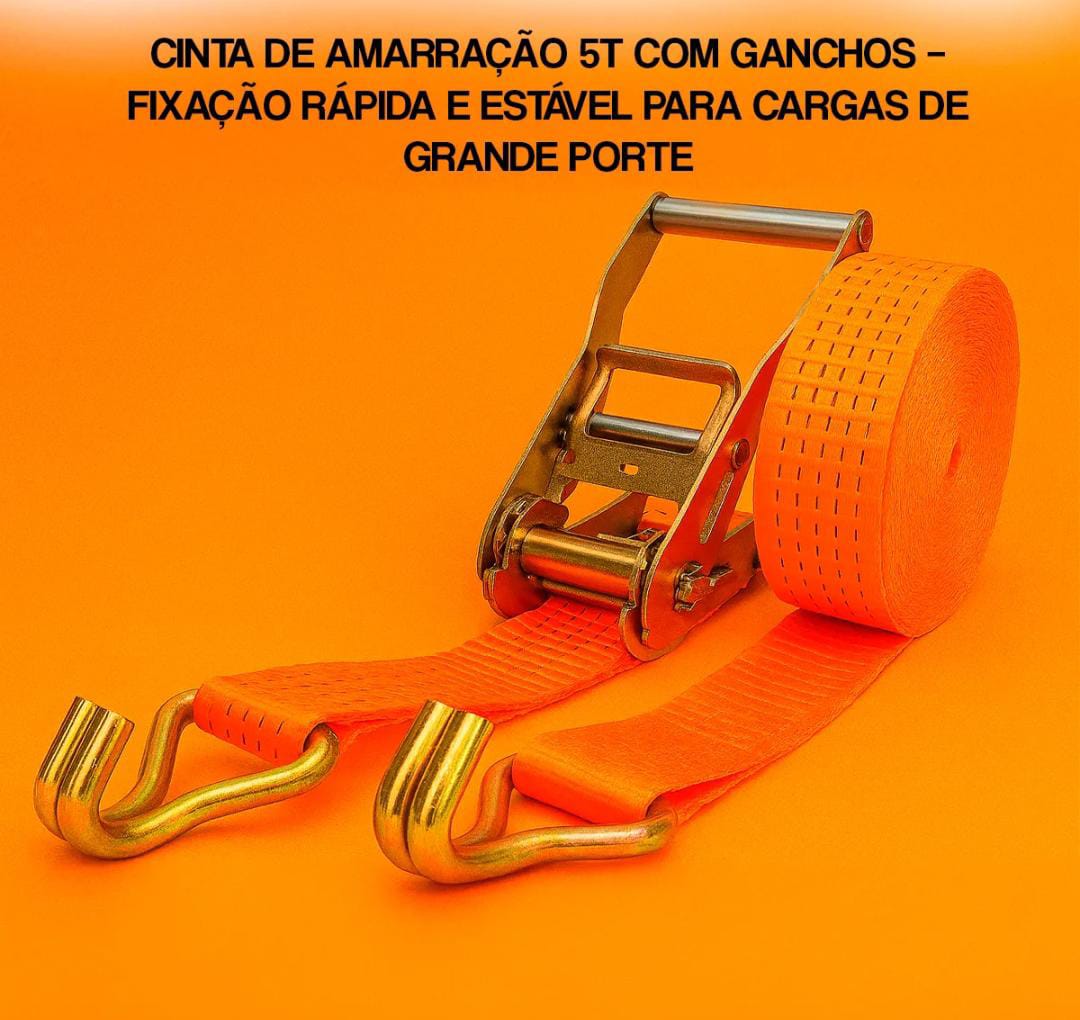 CINTA DE AMARRAÇÃO 5T COM GANCHOS –
FIXAÇÃO RÁPIDA E ESTÁVEL PARA CARGAS DE
GRANDE PORTE